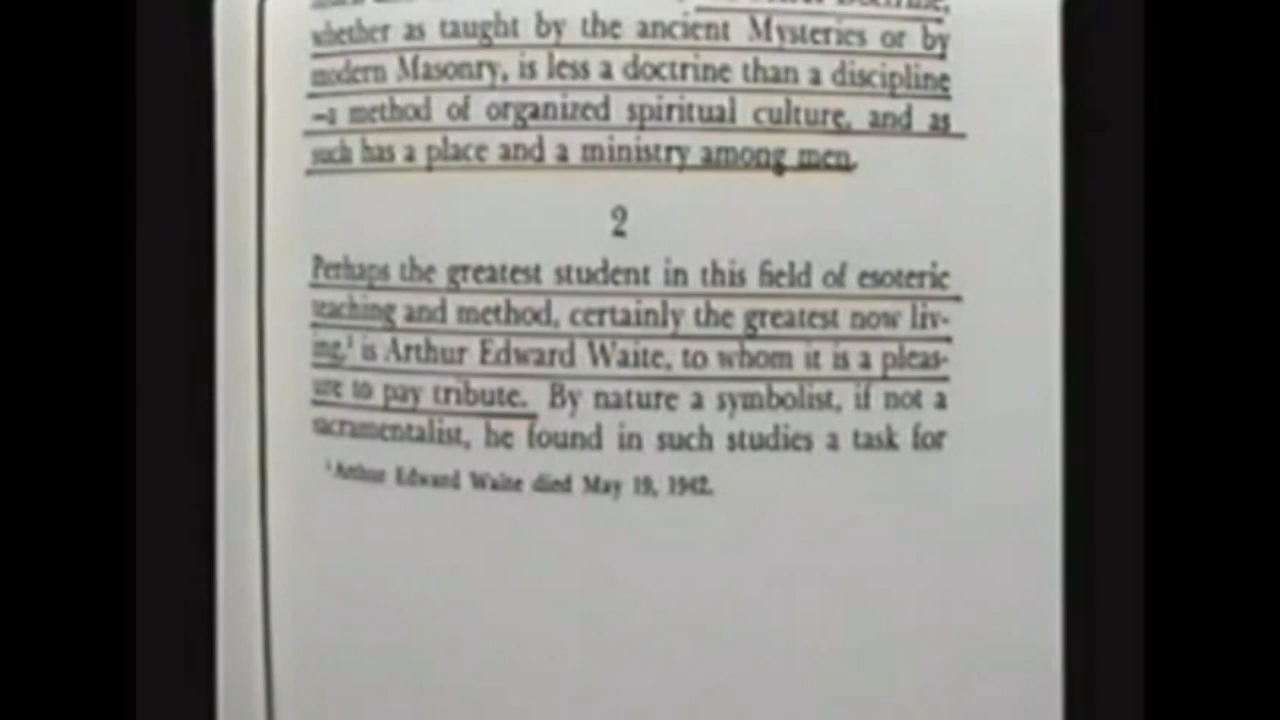 Doctrine,
whether as taught by the ancient Mysteries or by
modern Masonry, is less a doctrine than a discipline
—a method of organized spiritual culture, and as
such has a place and a ministry among men.
2
Perhaps the greatest student in this field of esoteric
teaching and method, certainly the greatest now liv-
ing,¹ is Arthur Edward Waite, to whom it is a pleas-
ure to pay tribute. By nature a symbolist, if not a
sacramentalist, he found in such studies a task for
¹ Arthur Edward Waite died May 19, 1942.